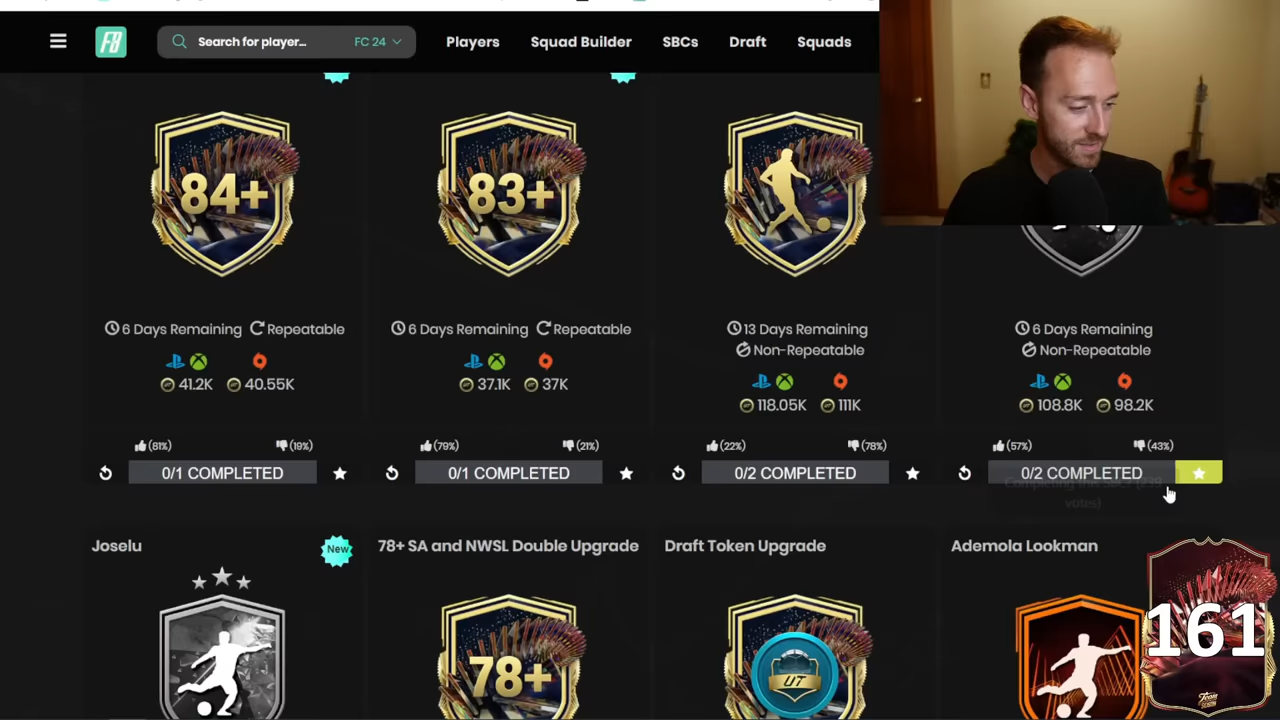 FB
Search for player...
FC 24
Players
Squad Builder
SBCs
Draft
Squads
84+
83+
6 Days Remaining
Repeatable
6 Days Remaining
Repeatable
13 Days Remaining
Non-Repeatable
6 Days Remaining
Non-Repeatable
41.2K
40.55K
37.1K
37K
118.05K
111K
108.8K
98.2K
(81%)
(19%)
(79%)
(21%)
(22%)
(78%)
(57%)
(43%)
0/1 COMPLETED
0/1 COMPLETED
0/2 COMPLETED
0/2 COMPLETED
Joselu
New
78+ SA and NWSL Double Upgrade
Draft Token Upgrade
Ademola Lookman
78+
UT
161